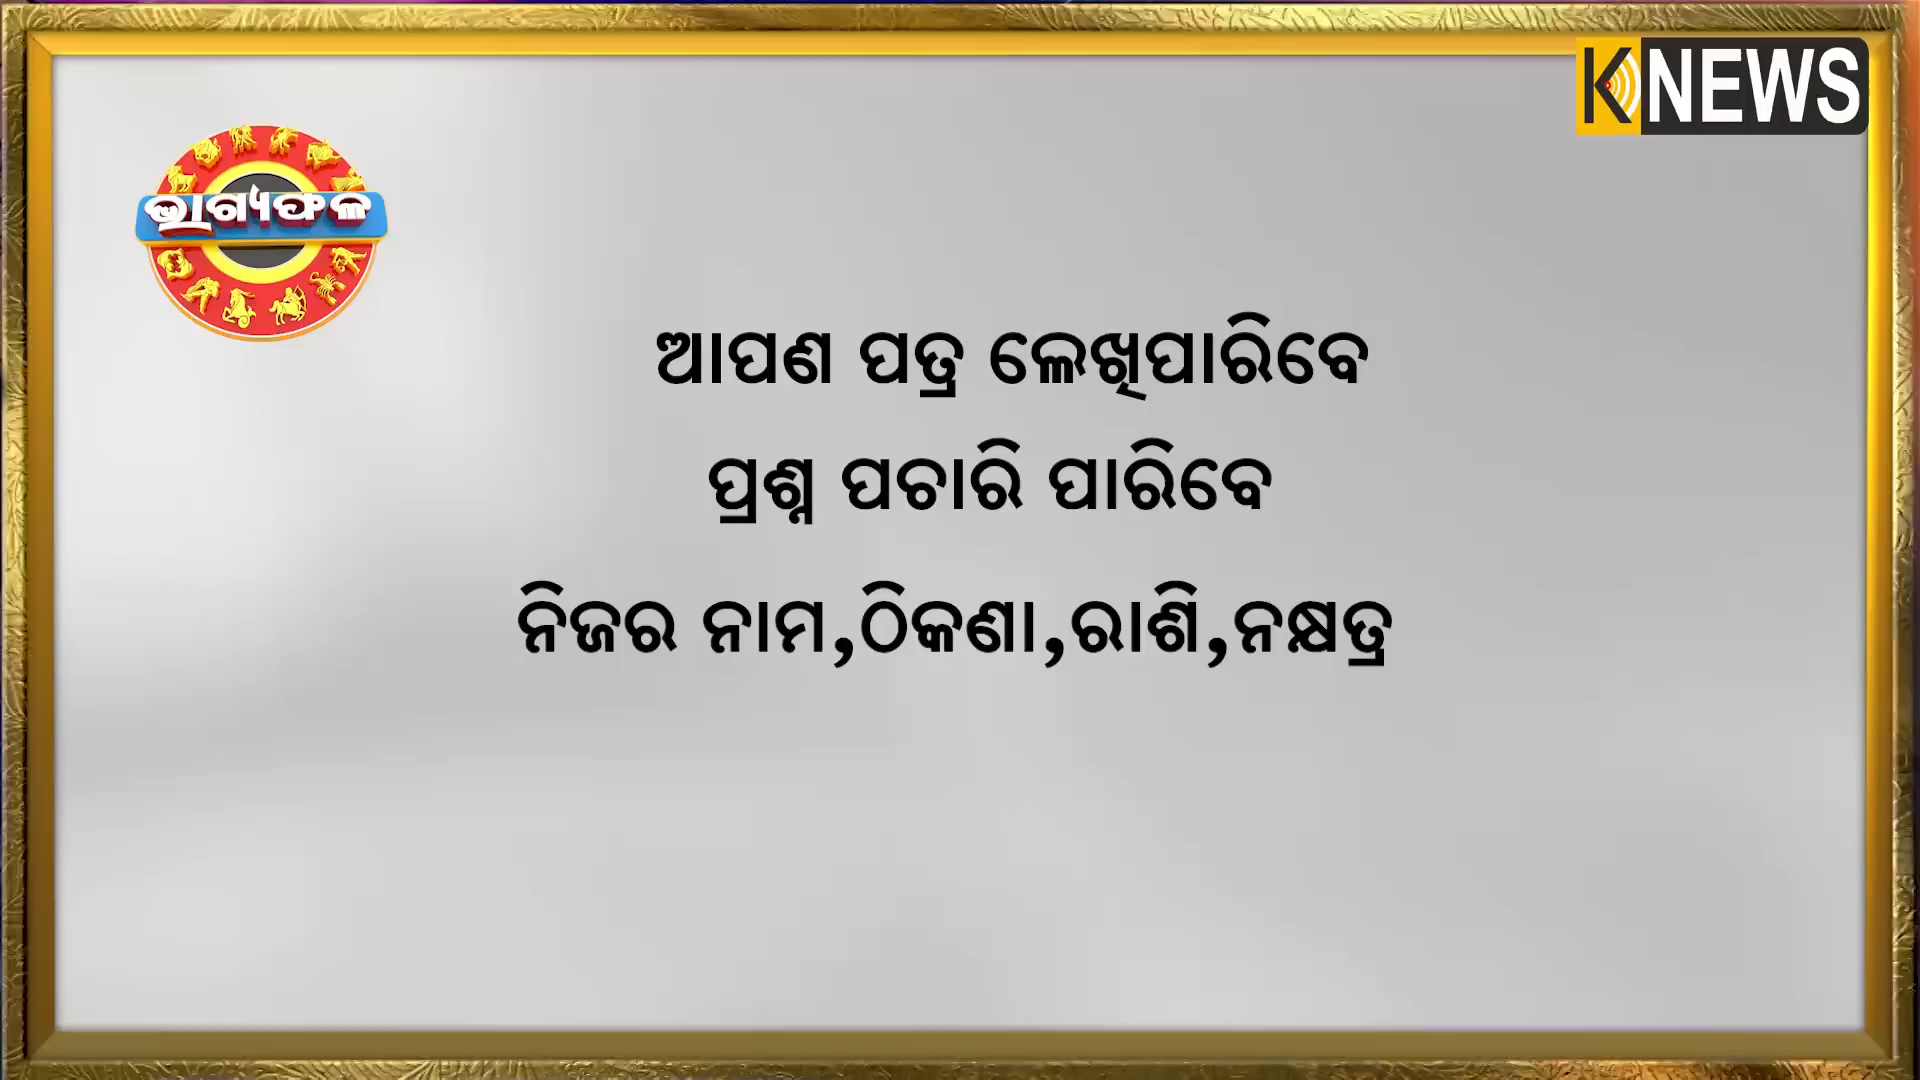 KNEWS
ଭାଗ୍ୟଫଳ
ଆପଣ ପତ୍ର ଲେଖିପାରିବେ
ପ୍ରଶ୍ନ ପଚାରି ପାରିବେ
ନିଜର ନାମ,ଠିକଣା,ରାଶି,ନକ୍ଷତ୍ର